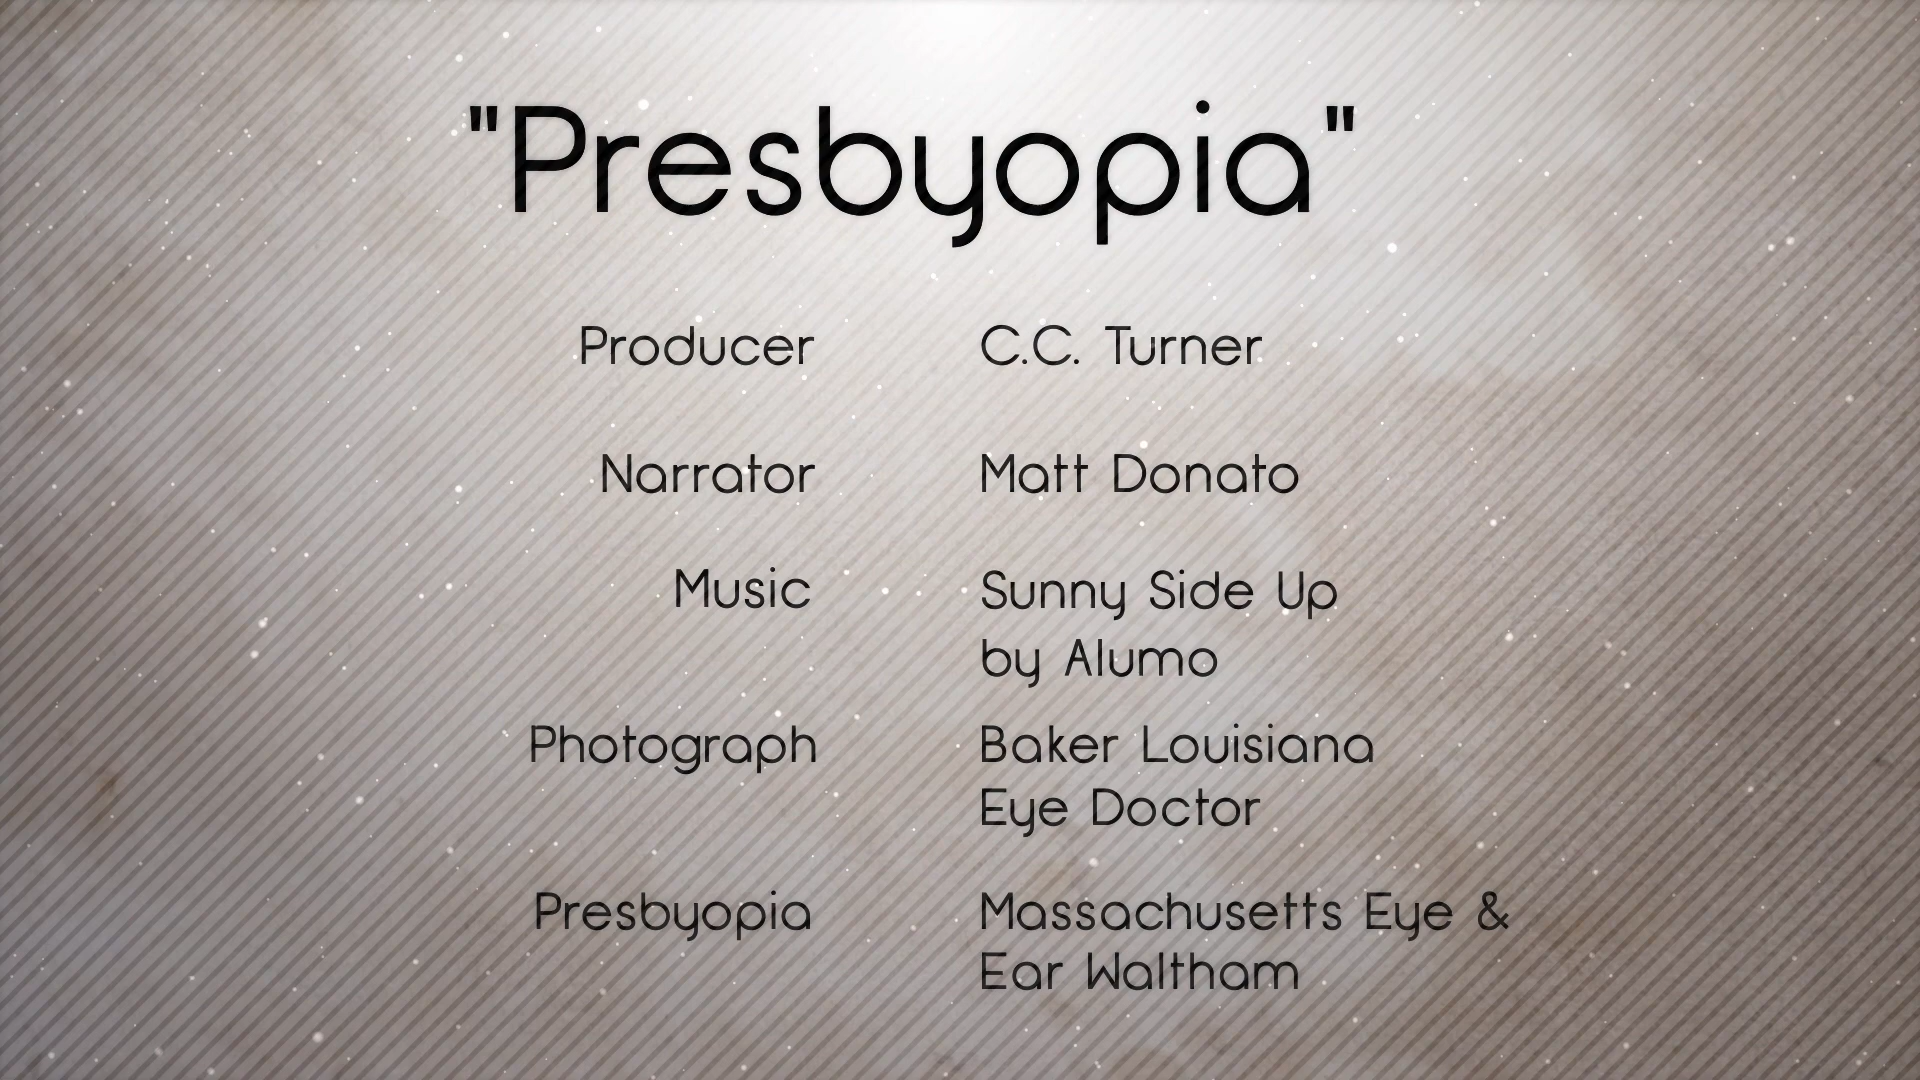 "Presbyopia"
Producer C.C. Turner
Narrator Matt Donato
Music Sunny Side Up
by Alumo
Photograph Baker Louisiana
Eye Doctor
Presbyopia Massachusetts Eye &
Ear Waltham